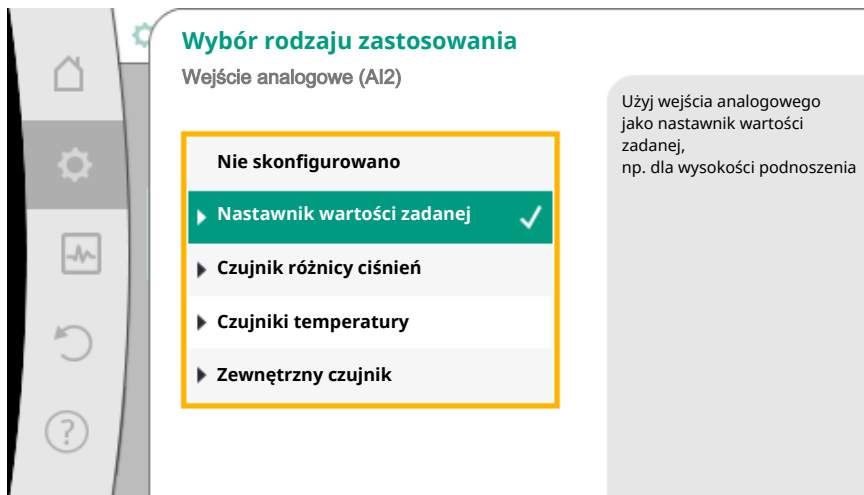 Wybór rodzaju zastosowania
Wejście analogowe (AI2)
Nie skonfigurowano
Nastawnik wartości zadanej
Czujnik różnicy ciśnień
Czujniki temperatury
Zewnętrzny czujnik
Użyj wejścia analogowego
jako nastawnik wartości
zadanej,
np. dla wysokości podnoszenia
?